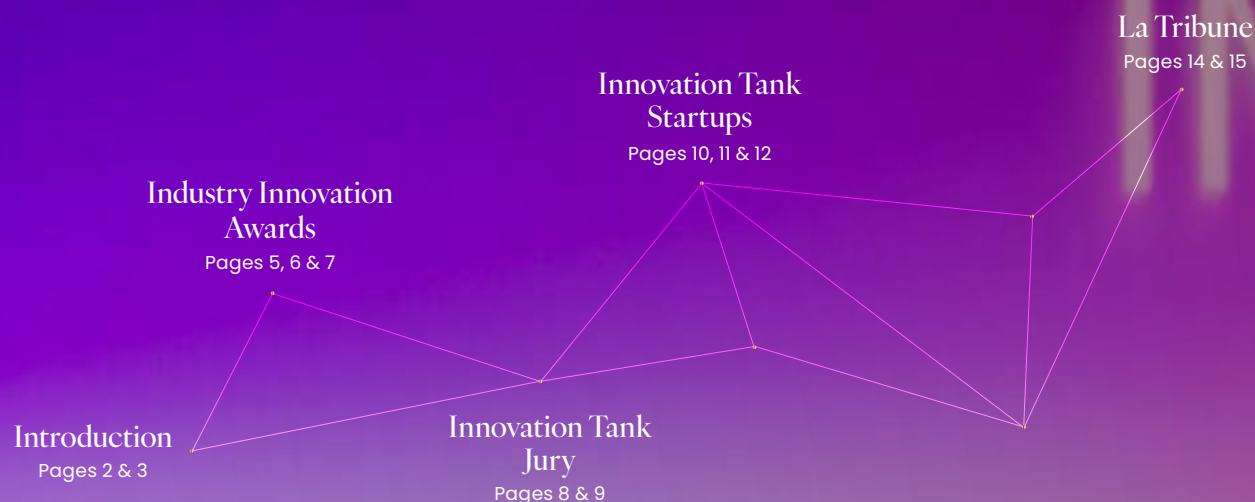 La Tribune
Pages 14 & 15
Innovation Tank
Startups
Pages 10, 11 & 12
Industry Innovation
Awards
Pages 5, 6 & 7
Introduction
Pages 2 & 3
Innovation Tank
Jury
Pages 8 & 9